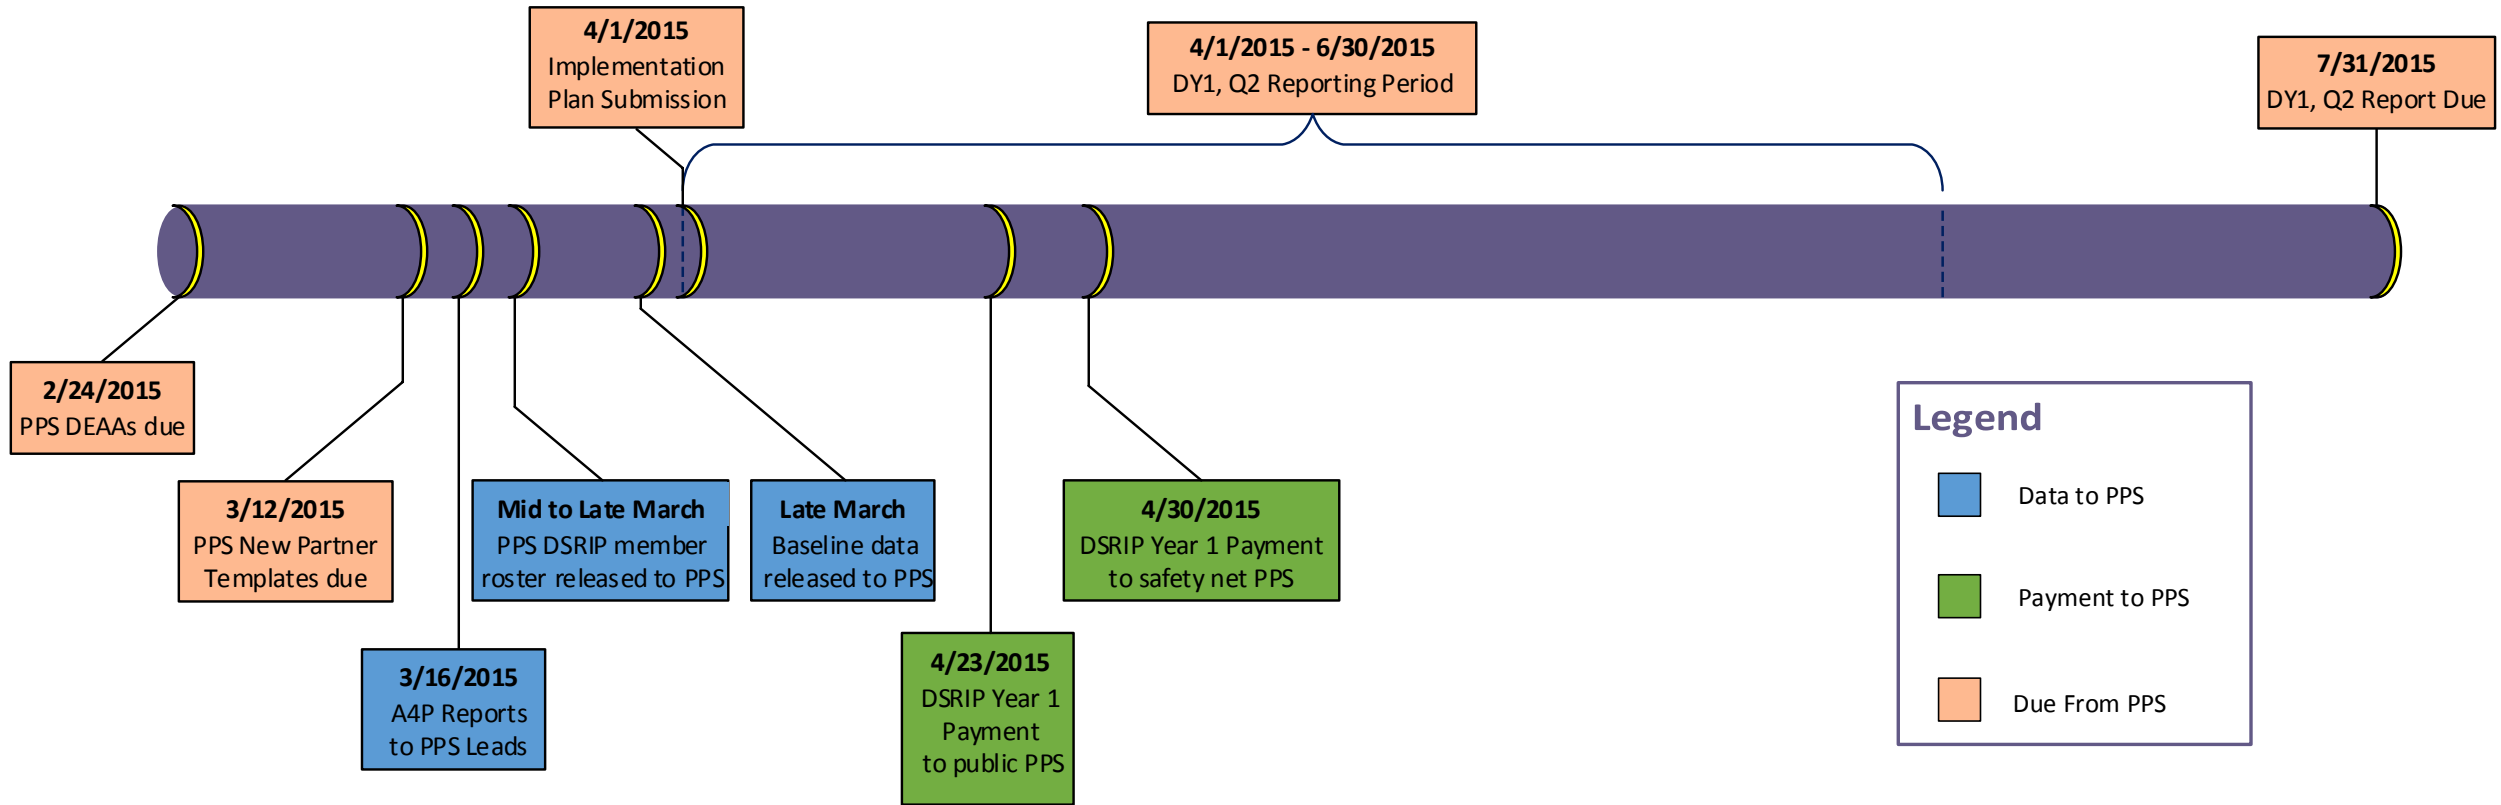 4/1/2015
Implementation
Plan Submission
4/1/2015 - 6/30/2015
DY1, Q2 Reporting Period
7/31/2015
DY1, Q2 Report Due
2/24/2015
PPS DEAAs due
3/12/2015
PPS New Partner
Templates due
3/16/2015
A4P Reports
to PPS Leads
Mid to Late March
PPS DSRIP member
roster released to PPS
Late March
Baseline data
released to PPS
4/23/2015
DSRIP Year 1
Payment
to public PPS
4/30/2015
DSRIP Year 1 Payment
to safety net PPS
Legend
Data to PPS
Payment to PPS
Due From PPS